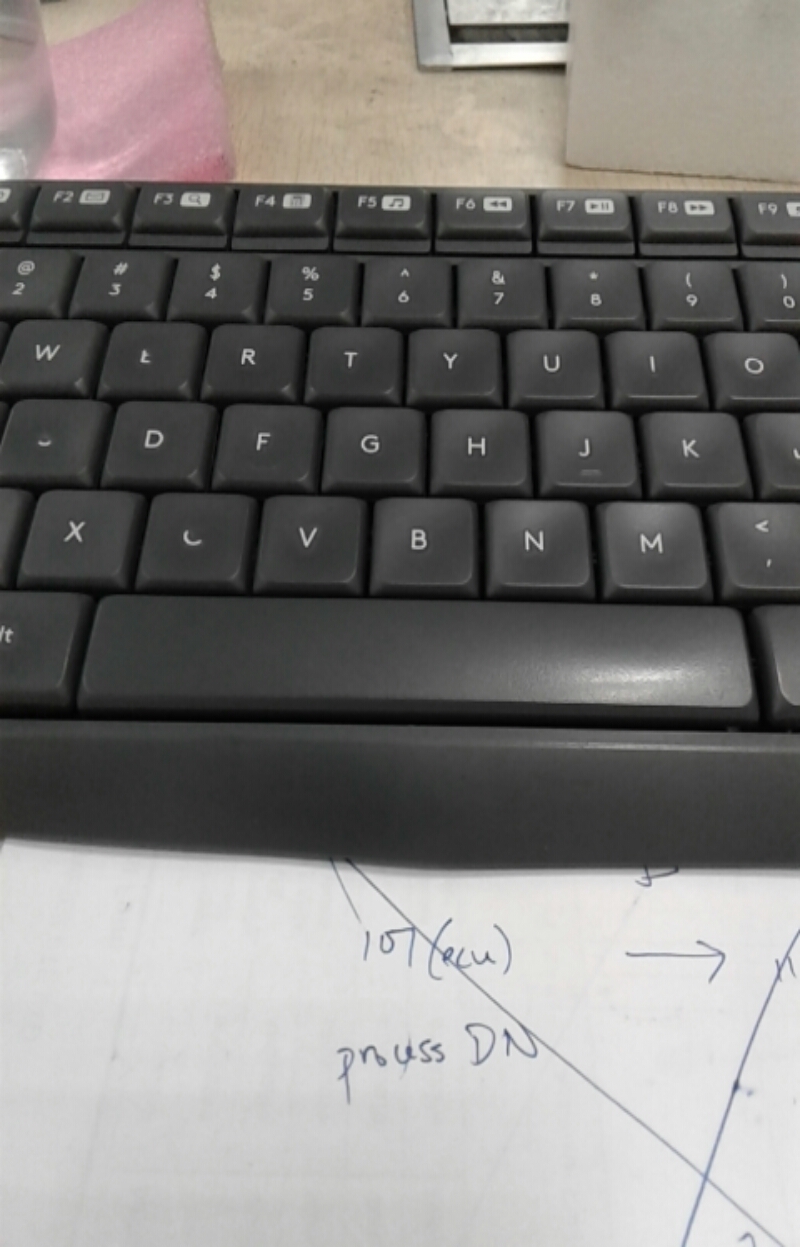 F2 F3 F4 F5 F6 F7 F8 F9
@ # $ % ^ & * ( )
2 3 4 5 6 7 8 9 0
W R T Y U I O
D F G H J K
X V B N M <
,
lt
(ecu)
process DN